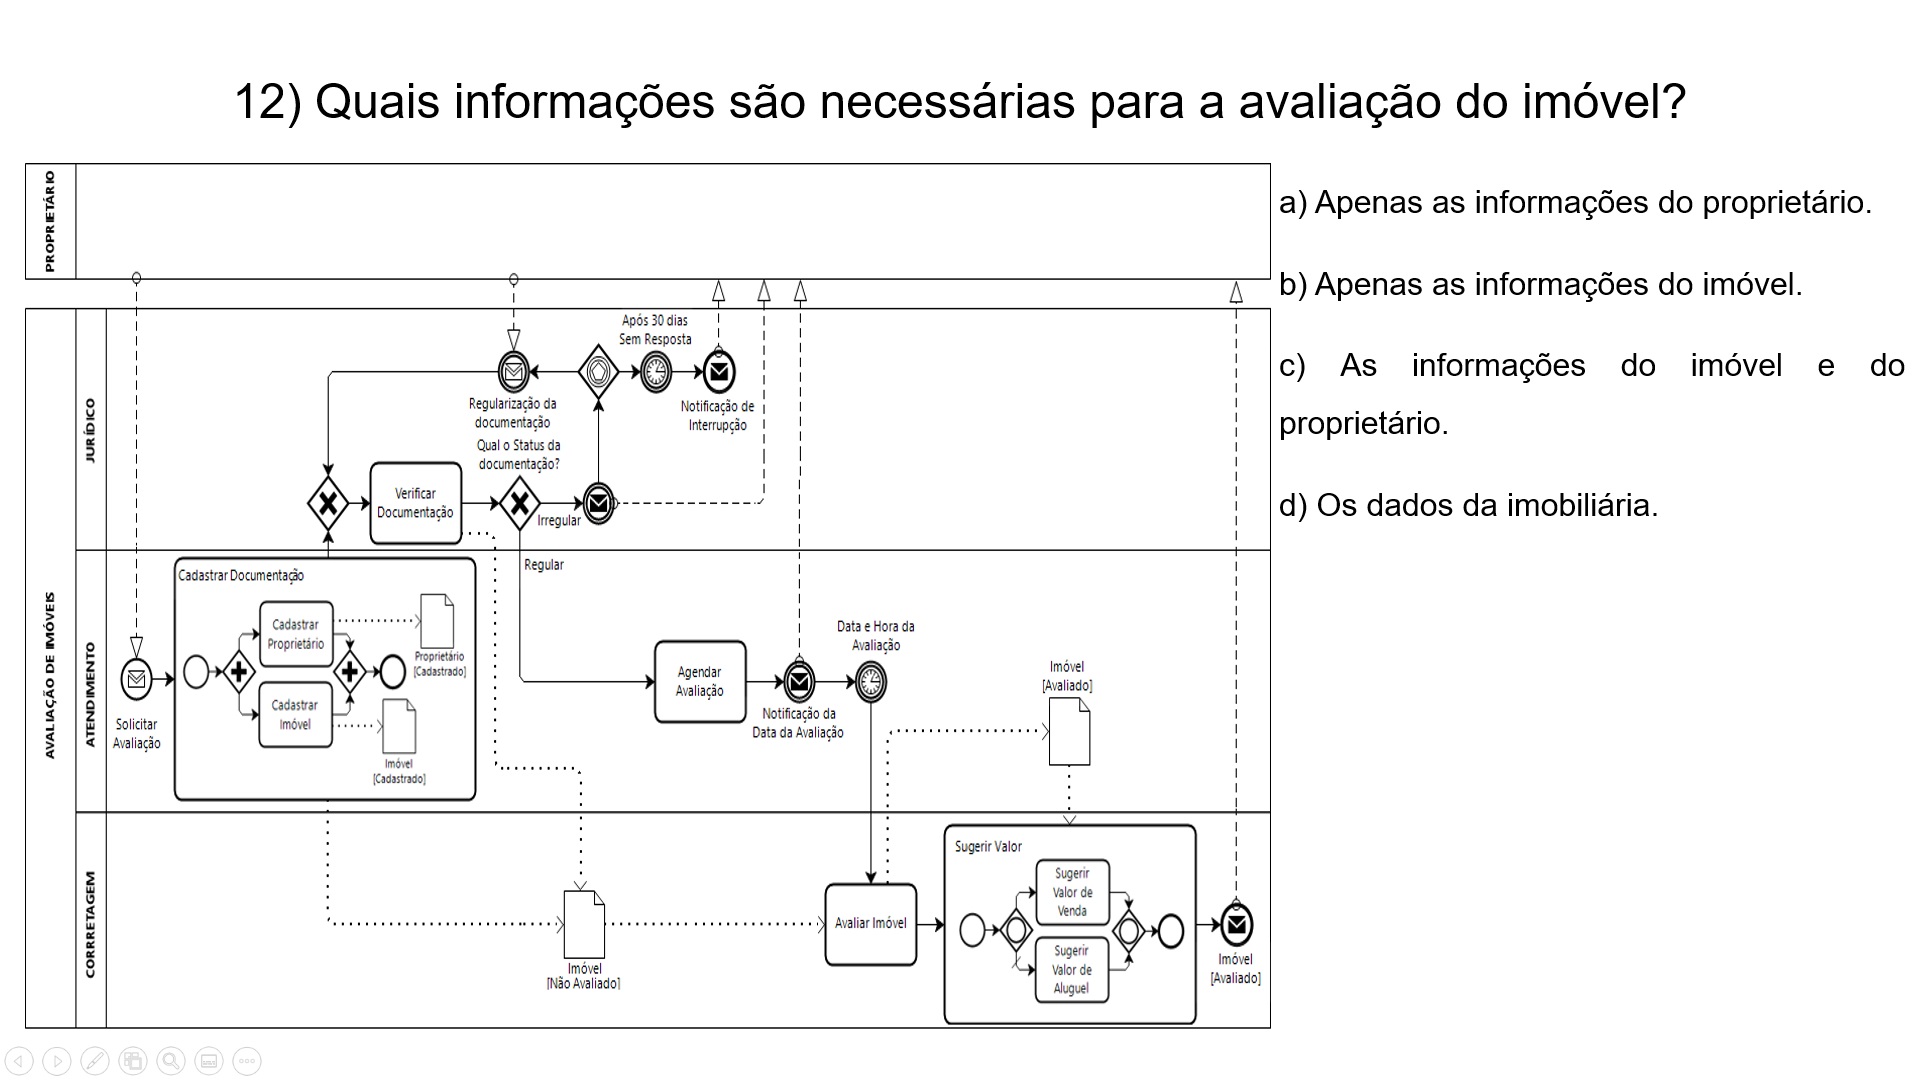 12) Quais informações são necessárias para a avaliação do imóvel?
PROPRIETÁRIO
a) Apenas as informações do proprietário.
b) Apenas as informações do imóvel.
c) As informações do imóvel e do
proprietário.
d) Os dados da imobiliária.
AVALIAÇÃO DE IMÓVEIS
JURÍDICO
Após 30 dias
Sem Resposta
Regularização da
documentação
Notificação de
Interrupção
Qual o Status da
documentação?
Verificar
Documentação
Irregular
Regular
ATENDIMENTO
Solicitar
Avaliação
Cadastrar Documentação
Cadastrar
Proprietário
Proprietário
[Cadastrado]
Cadastrar
Imóvel
Imóvel
[Cadastrado]
Agendar
Avaliação
Notificação da
Data da Avaliação
Data e Hora da
Avaliação
Imóvel
[Avaliado]
CORRETAGEM
Imóvel
[Não Avaliado]
Avaliar Imóvel
Sugerir Valor
Sugerir
Valor de
Venda
Sugerir
Valor de
Aluguel
Imóvel
[Avaliado]